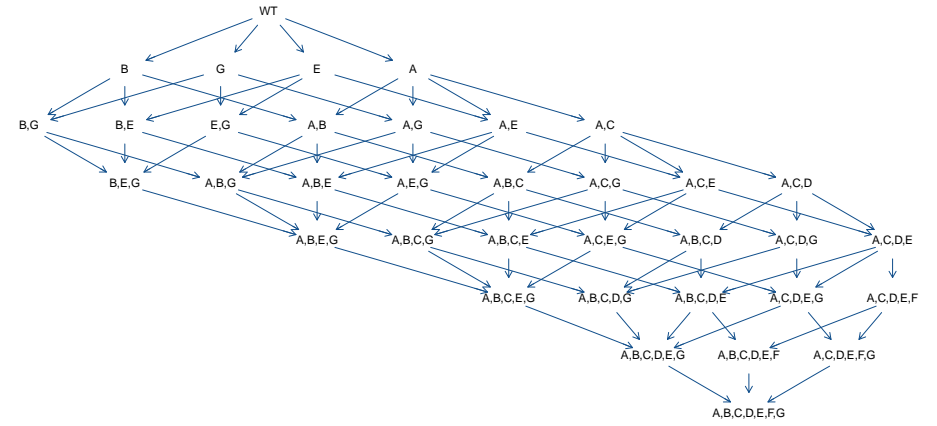 WT
B G E A
B,G B,E E,G A,B A,G A,E A,C
B,E,G A,B,G A,B,E A,E,G A,B,C A,C,G A,C,E A,C,D
A,B,E,G A,B,C,G A,B,C,E A,C,E,G A,B,C,D A,C,D,G A,C,D,E
A,B,C,E,G A,B,C,D,G A,B,C,D,E A,C,D,E,G A,C,D,E,F
A,B,C,D,E,G A,B,C,D,E,F A,C,D,E,F,G
A,B,C,D,E,F,G